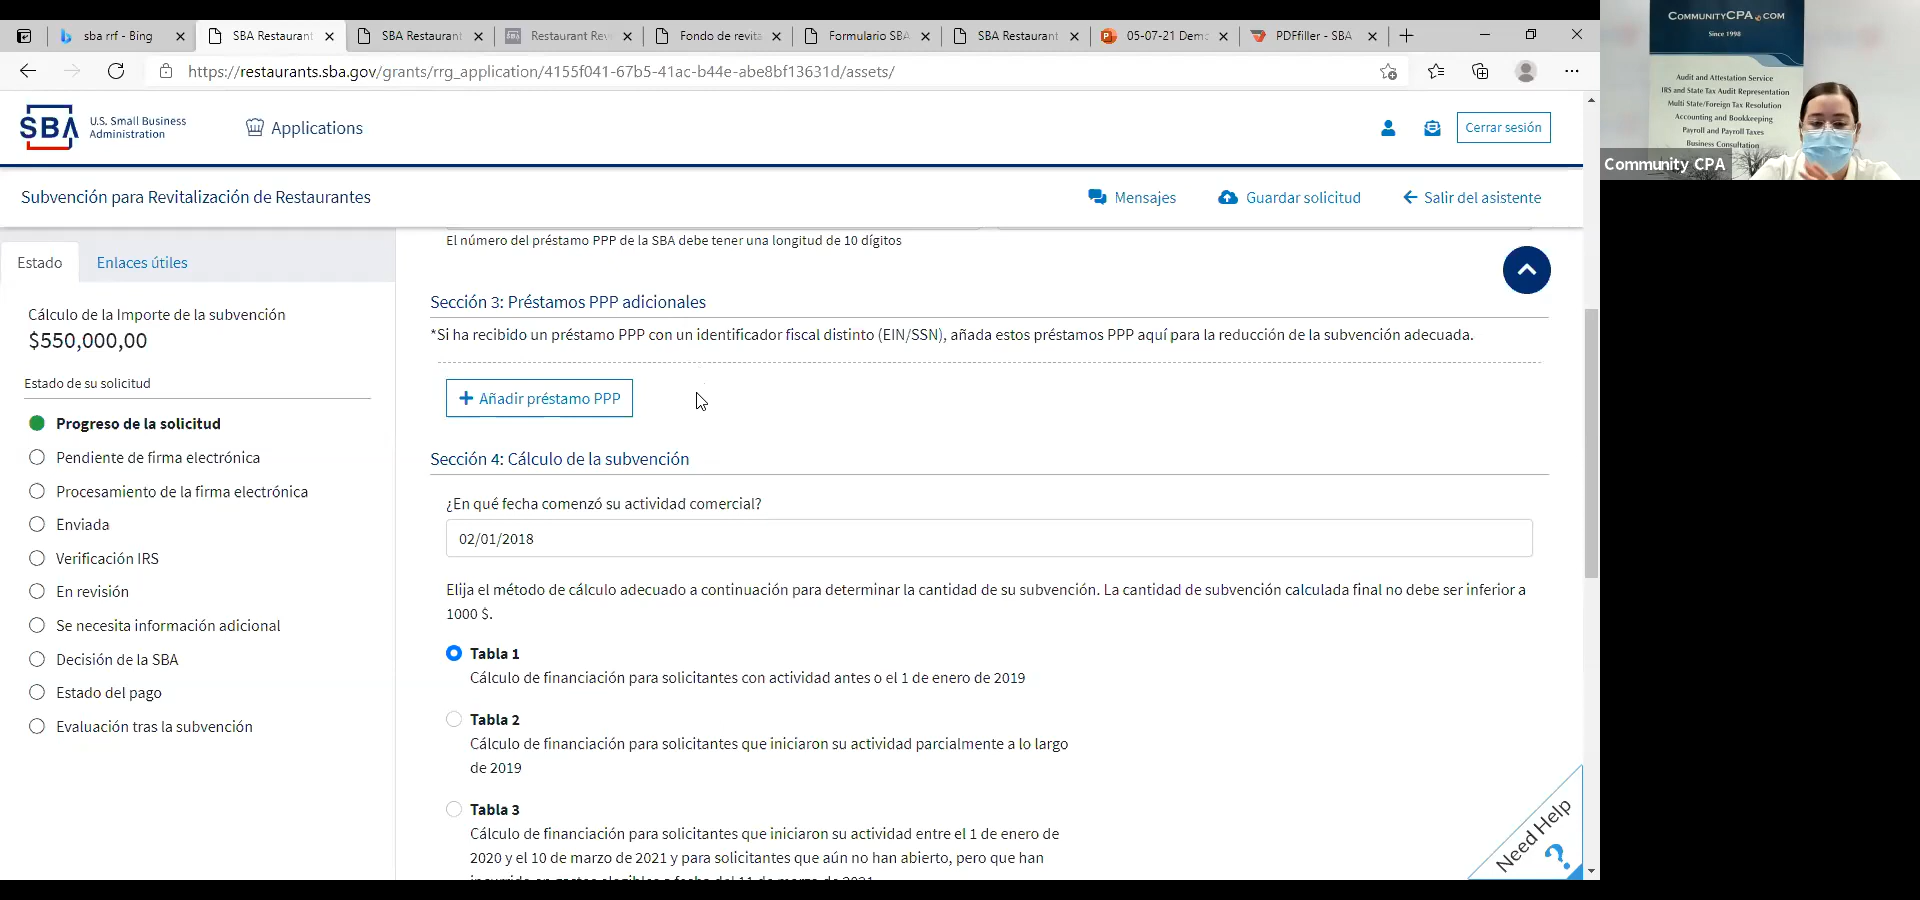 sba rrf - Bing
SBA Restaurant
SBA Restaurant
Restaurant Rev
Fondo de revita
Formulario SBA
SBA Restaurant
05-07-21 Demo
PDFfiller - SBA
https://restaurants.sba.gov/grants/rrg_application/4155f041-67b5-41ac-b44e-abe8bf13631d/assets/
SBA
U.S. Small Business
Administration
Applications
Cerrar sesión
Subvención para Revitalización de Restaurantes
Mensajes
Guardar solicitud
Salir del asistente
Estado
Enlaces útiles
Cálculo de la Importe de la subvención
$550,000,00
Estado de su solicitud
Progreso de la solicitud
Pendiente de firma electrónica
Procesamiento de la firma electrónica
Enviada
Verificación IRS
En revisión
Se necesita información adicional
Decisión de la SBA
Estado del pago
Evaluación tras la subvención
El número del préstamo PPP de la SBA debe tener una longitud de 10 dígitos
Sección 3: Préstamos PPP adicionales
*Si ha recibido un préstamo PPP con un identificador fiscal distinto (EIN/SSN), añada estos préstamos PPP aquí para la reducción de la subvención adecuada.
Añadir préstamo PPP
Sección 4: Cálculo de la subvención
¿En qué fecha comenzó su actividad comercial?
02/01/2018
Elija el método de cálculo adecuado a continuación para determinar la cantidad de su subvención. La cantidad de subvención calculada final no debe ser inferior a
1000 $.
Tabla 1
Cálculo de financiación para solicitantes con actividad antes o el 1 de enero de 2019
Tabla 2
Cálculo de financiación para solicitantes que iniciaron su actividad parcialmente a lo largo
de 2019
Tabla 3
Cálculo de financiación para solicitantes que iniciaron su actividad entre el 1 de enero de
2020 y el 10 de marzo de 2021 y para solicitantes que aún no han abierto, pero que han
incurrido en gastos elegibles a fecha del 11 de marzo de 2021
Need Help
?
COMMUNITYCPA.COM
Since 1998
Audit and Attestation Service
IRS and State Tax Audit Representation
Multi State/Foreign Tax Resolution
Accounting and Bookkeeping
Payroll and Payroll Taxes
Business Consultation
Community CPA